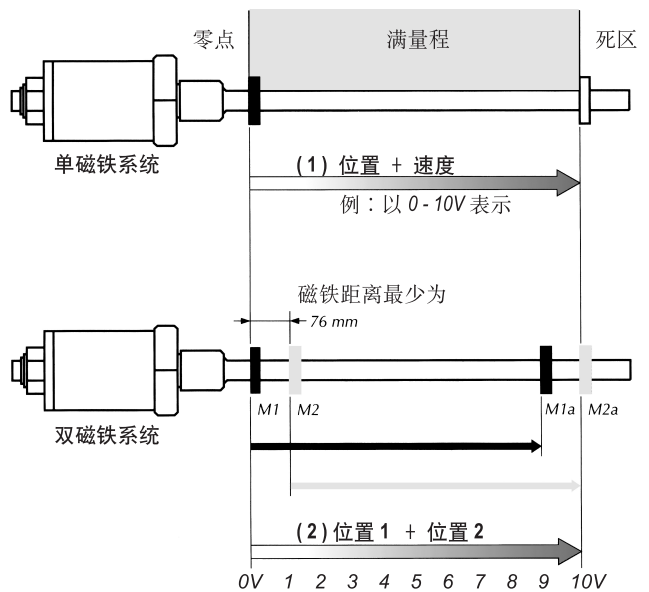 零点 满量程 死区
单磁铁系统
(1) 位置 + 速度
例：以 0 - 10V 表示
磁铁距离最少为
76 mm
M1 M2 M1a M2a
双磁铁系统
(2) 位置 1 + 位置 2
0V 1 2 3 4 5 6 7 8 9 10V